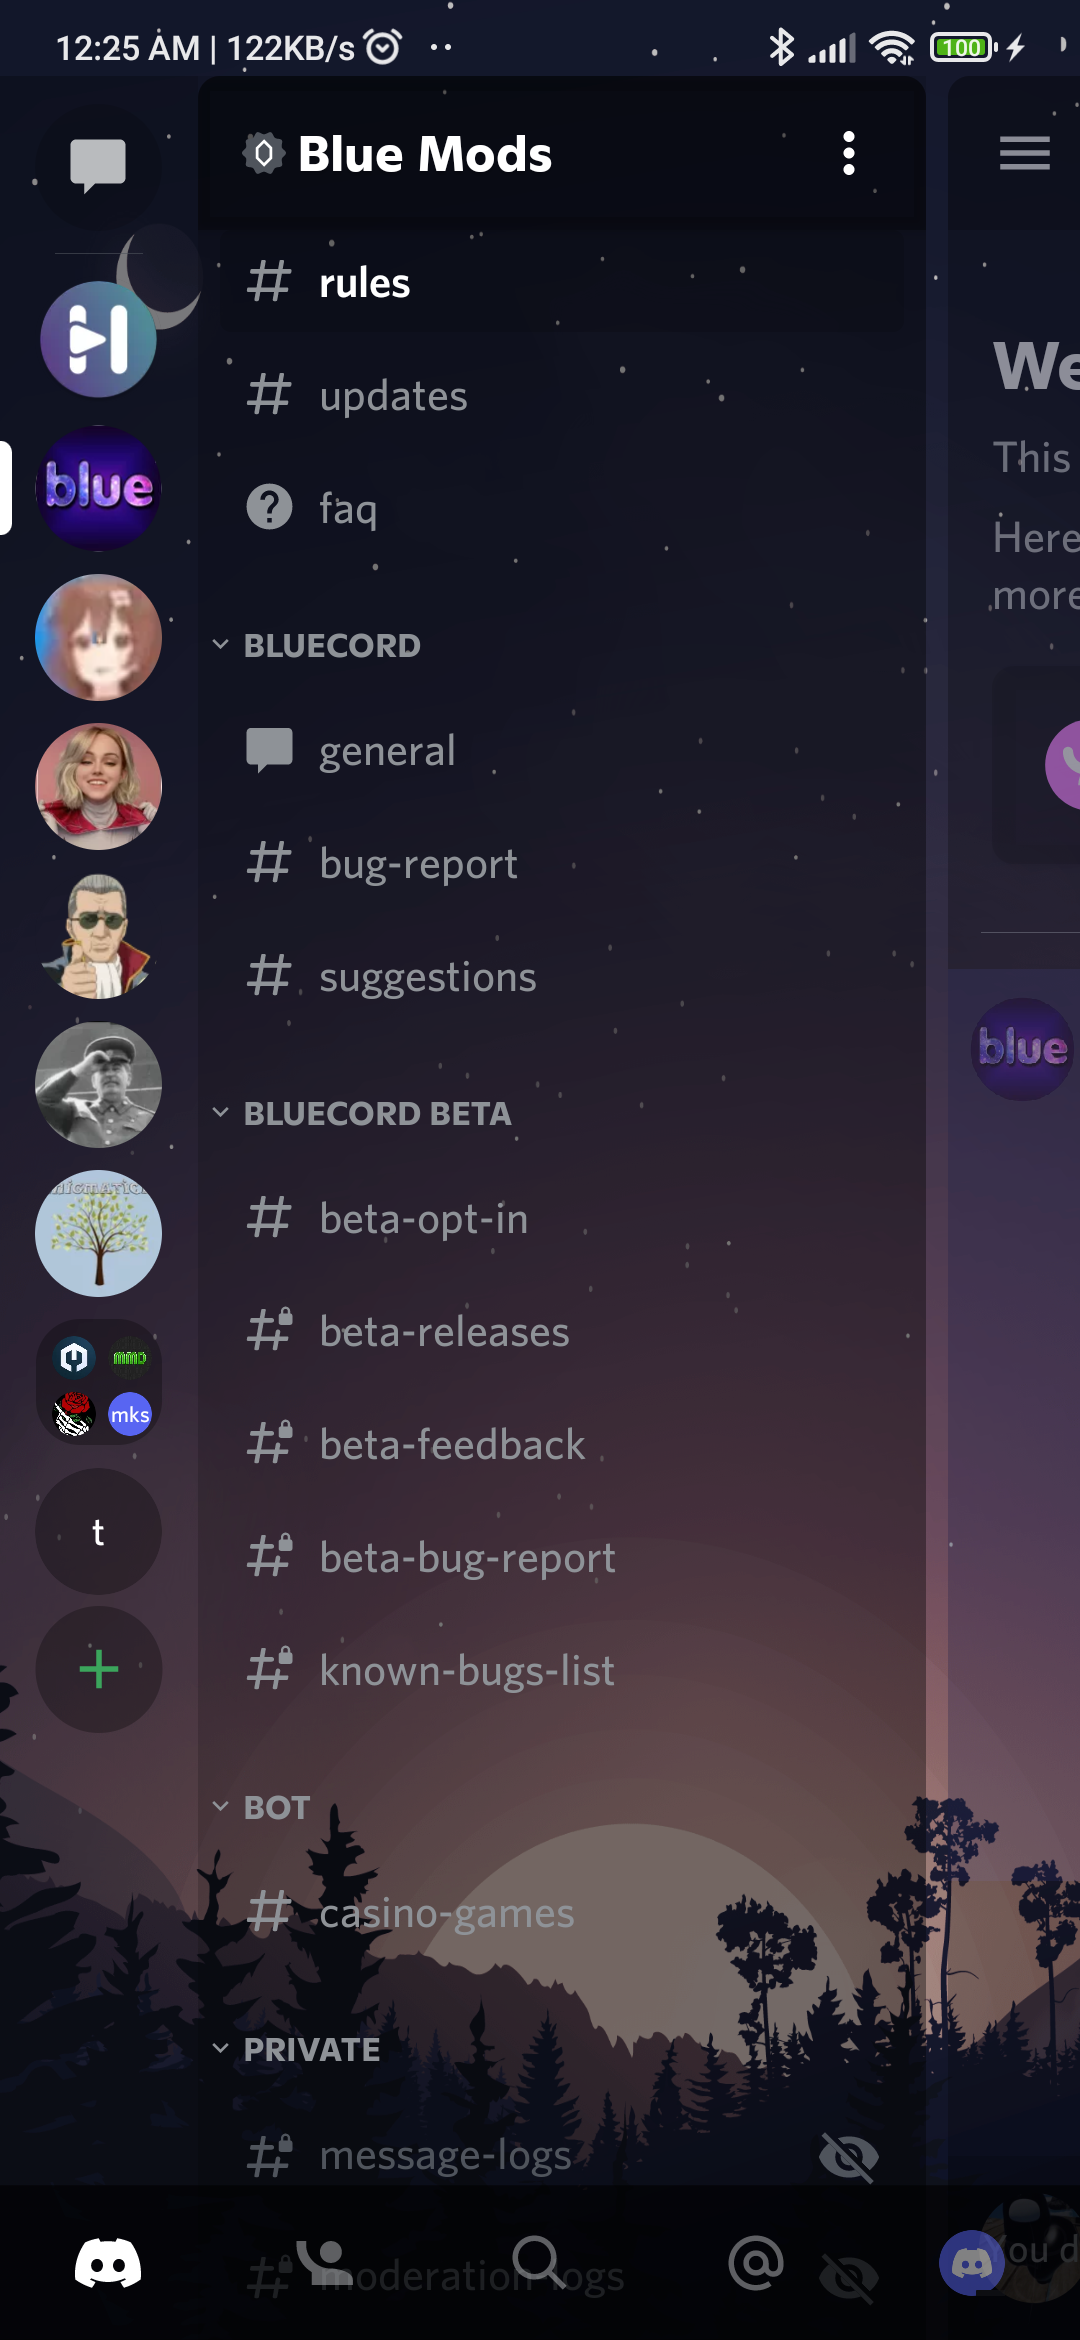 12:25 AM | 122KB/s
100
Blue Mods
rules
updates
faq
BLUECORD
general
bug-report
suggestions
BLUECORD BETA
beta-opt-in
beta-releases
beta-feedback
beta-bug-report
known-bugs-list
BOT
casino-games
PRIVATE
message-logs
moderation-logs
blue
mks
t
We
This
Here
more
blue
You d